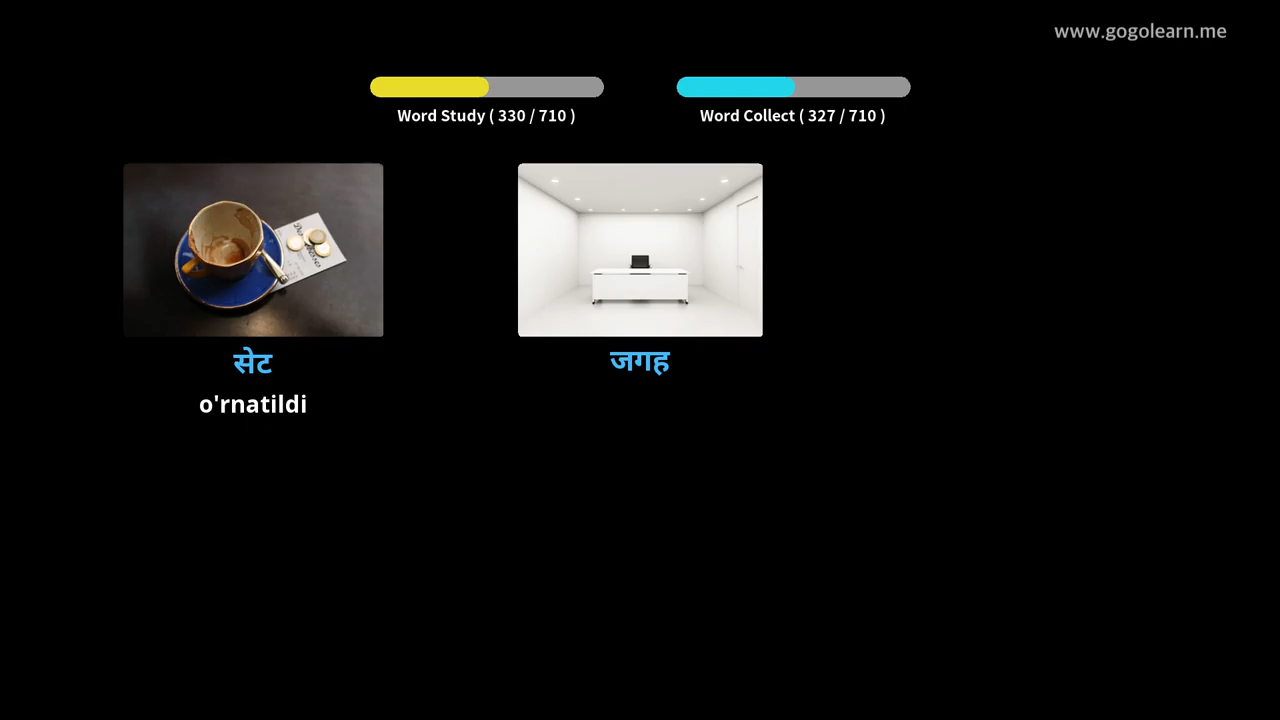 www.gogolearn.me
Word Study ( 330 / 710 )
Word Collect ( 327 / 710 )
सेट
जगह
o'rnatildi